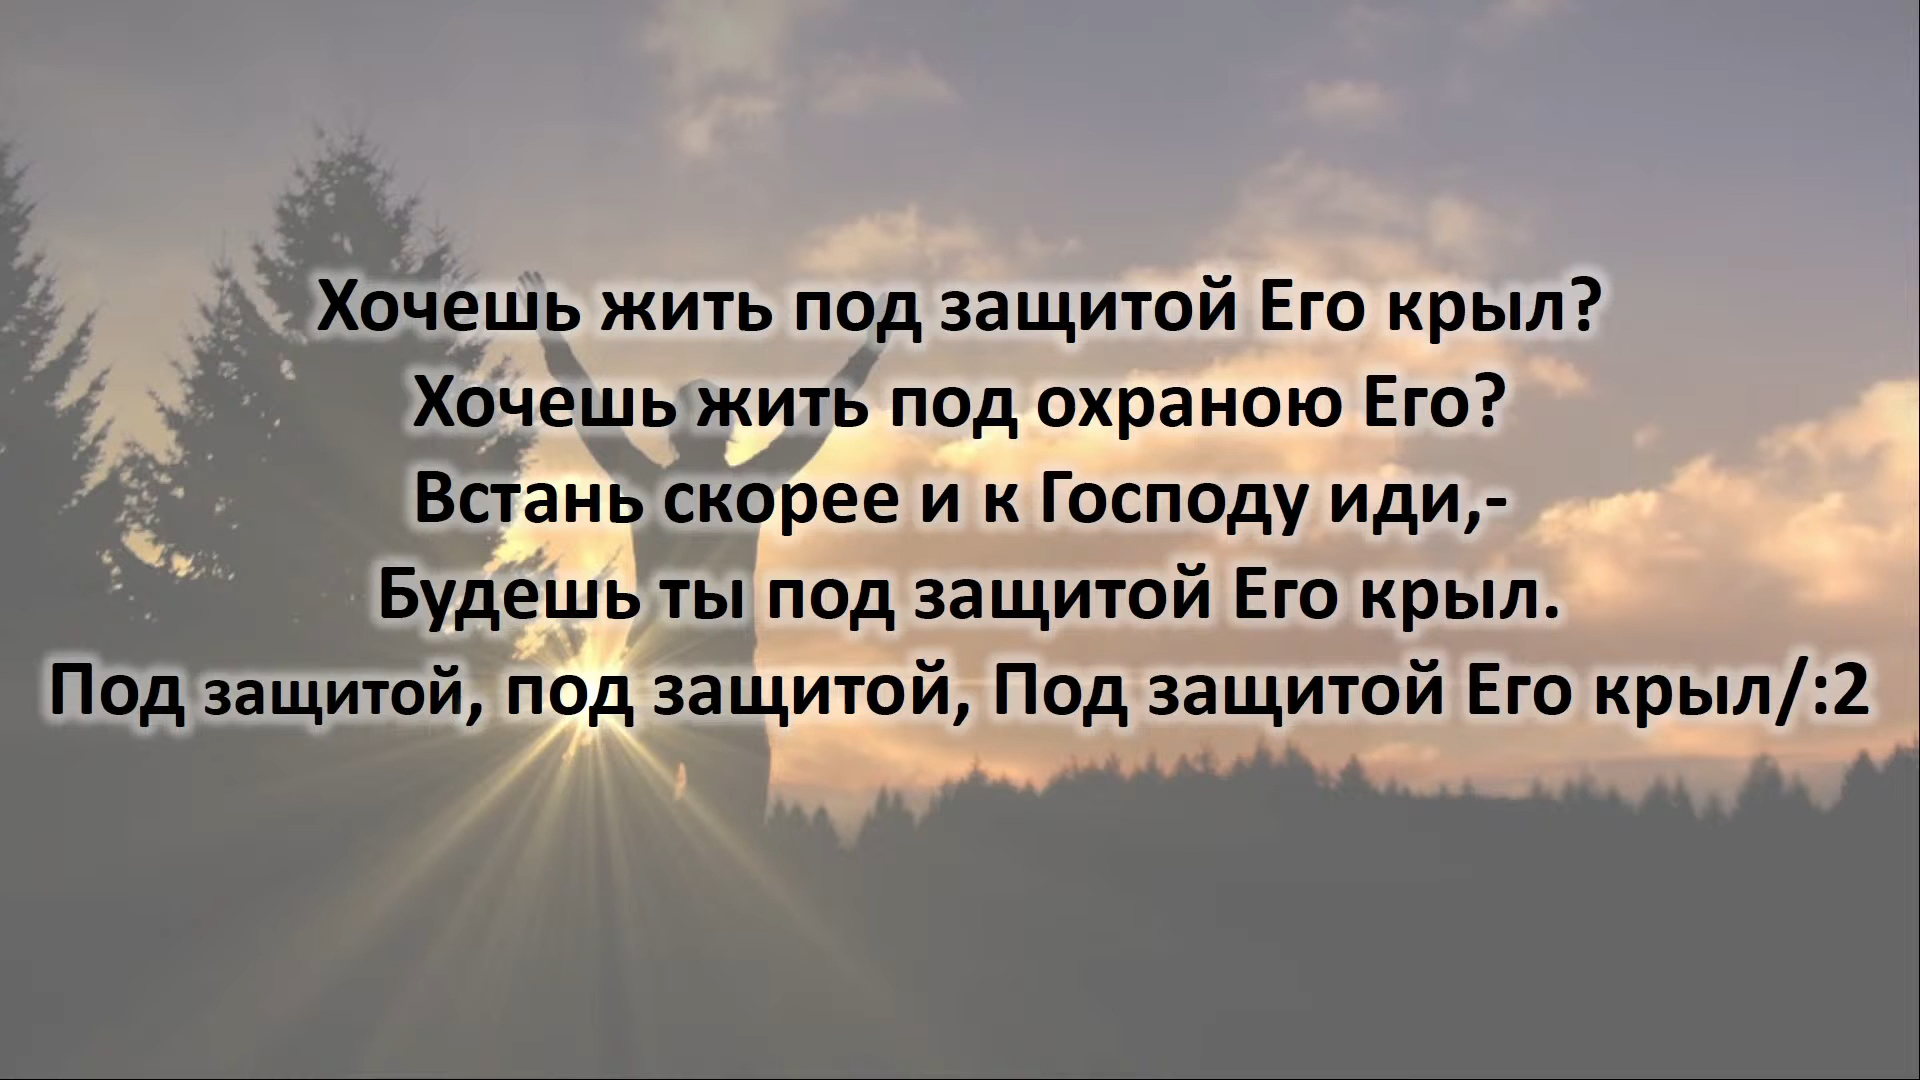 Хочешь жить под защитой Его крыл?
Хочешь жить под охраною Его?
Встань скорее и к Господу иди,-
Будешь ты под защитой Его крыл.
Под защитой, под защитой, Под защитой Его крыл/:2